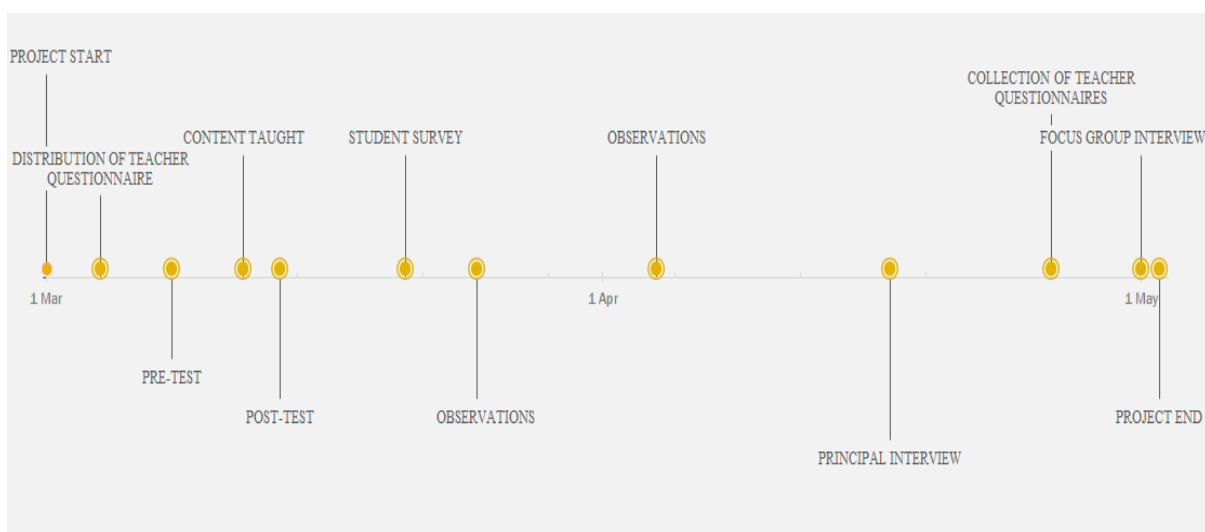 PROJECT START
COLLECTION OF TEACHER
QUESTIONNAIRES
CONTENT TAUGHT
STUDENT SURVEY
OBSERVATIONS
FOCUS GROUP INTERVIEW
DISTRIBUTION OF TEACHER
QUESTIONNAIRE
1 Mar
1 Apr
1 May
PRE-TEST
POST-TEST
OBSERVATIONS
PROJECT END
PRINCIPAL INTERVIEW